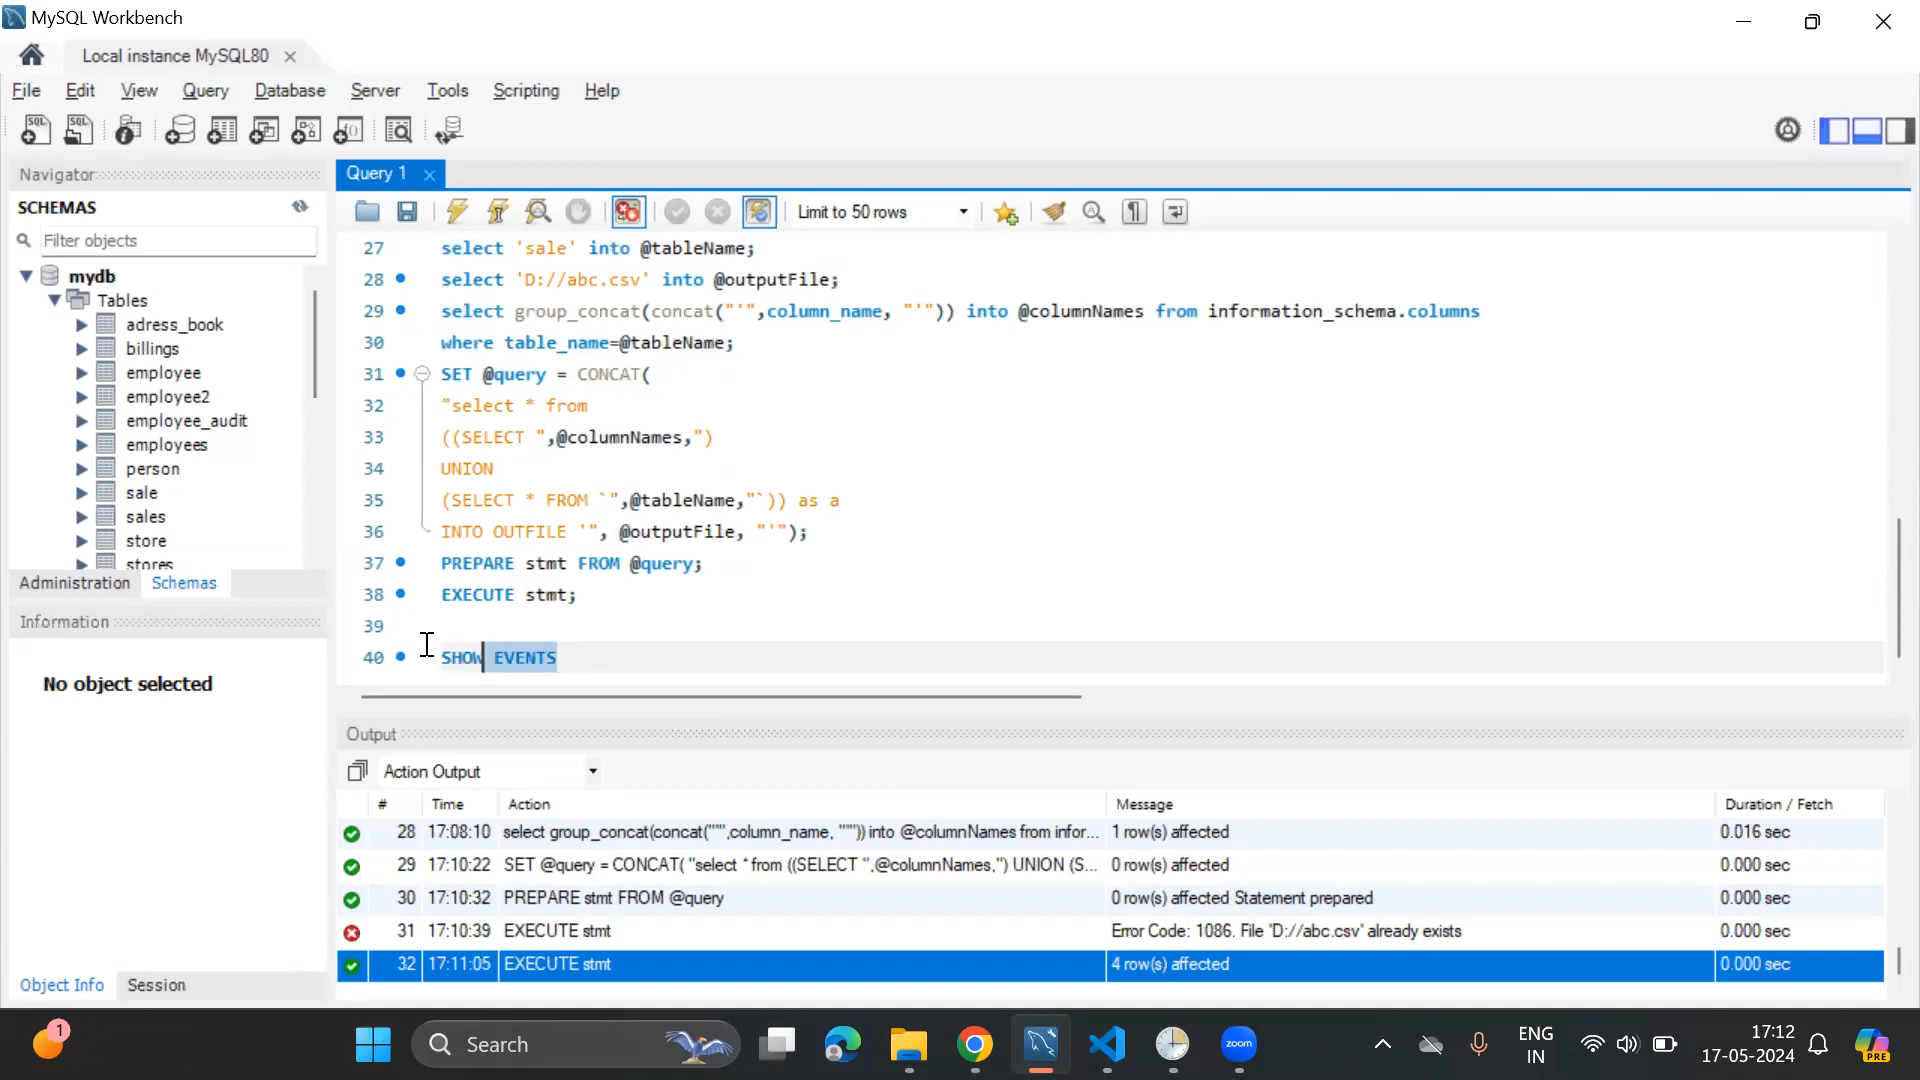 MySQL Workbench
Local instance MySQL80
File Edit View Query Database Server Tools Scripting Help
Navigator
SCHEMAS
Filter objects
mydb
Tables
adress_book
billings
employee
employee2
employee_audit
employees
person
sale
sales
store
stores
Administration Schemas
Information
No object selected
Object Info Session
Query 1
Limit to 50 rows
27 select 'sale' into @tableName;
28 select 'D://abc.csv' into @outputFile;
29 select group_concat(concat("'",column_name, "'")) into @columnNames from information_schema.columns
30 where table_name=@tableName;
31 SET @query = CONCAT(
32 "select * from
33 ((SELECT ",@columnNames,")
34 UNION
35 (SELECT * FROM `",@tableName,"`)) as a
36 INTO OUTFILE '", @outputFile, "'");
37 PREPARE stmt FROM @query;
38 EXECUTE stmt;
39
40 SHOW EVENTS
Output
Action Output
# Time Action Message Duration / Fetch
28 17:08:10 select group_concat(concat("'",column_name, "'")) into @columnNames from infor... 1 row(s) affected 0.016 sec
29 17:10:22 SET @query = CONCAT( "select * from ((SELECT ",@columnNames,") UNION (S... 0 row(s) affected 0.000 sec
30 17:10:32 PREPARE stmt FROM @query 0 row(s) affected Statement prepared 0.000 sec
31 17:10:39 EXECUTE stmt Error Code: 1086. File 'D://abc.csv' already exists 0.000 sec
32 17:11:05 EXECUTE stmt 4 row(s) affected 0.000 sec
1
Search
zoom
ENG
IN
17:12
17-05-2024
PRE